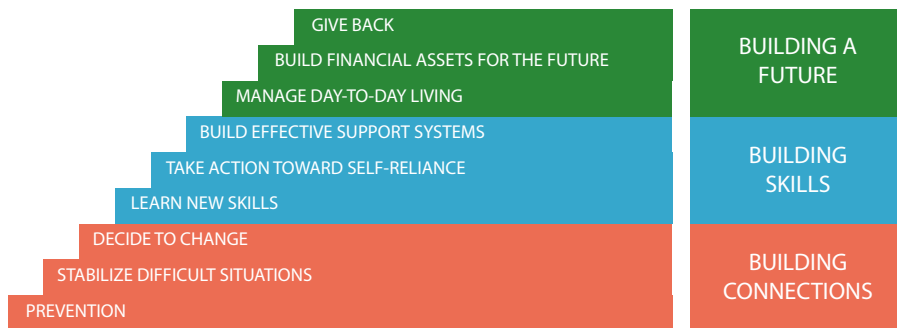 GIVE BACK
BUILD FINANCIAL ASSETS FOR THE FUTURE
MANAGE DAY-TO-DAY LIVING
BUILD EFFECTIVE SUPPORT SYSTEMS
TAKE ACTION TOWARD SELF-RELIANCE
LEARN NEW SKILLS
DECIDE TO CHANGE
STABILIZE DIFFICULT SITUATIONS
PREVENTION
BUILDING A
FUTURE
BUILDING
SKILLS
BUILDING
CONNECTIONS